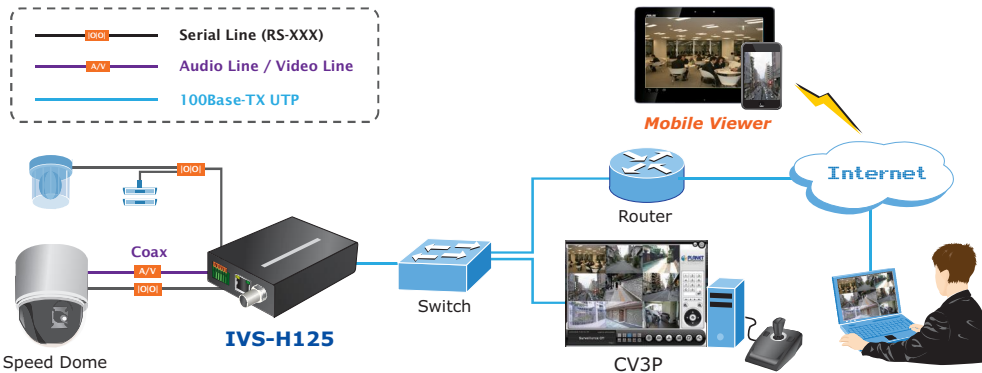 |O|O| Serial Line (RS-XXX)
A/V Audio Line / Video Line
100Base-TX UTP
Mobile Viewer
|O|O|
Internet
Router
Coax
A/V
|O|O|
PLANET
Switch
IVS-H125
Speed Dome
CV3P